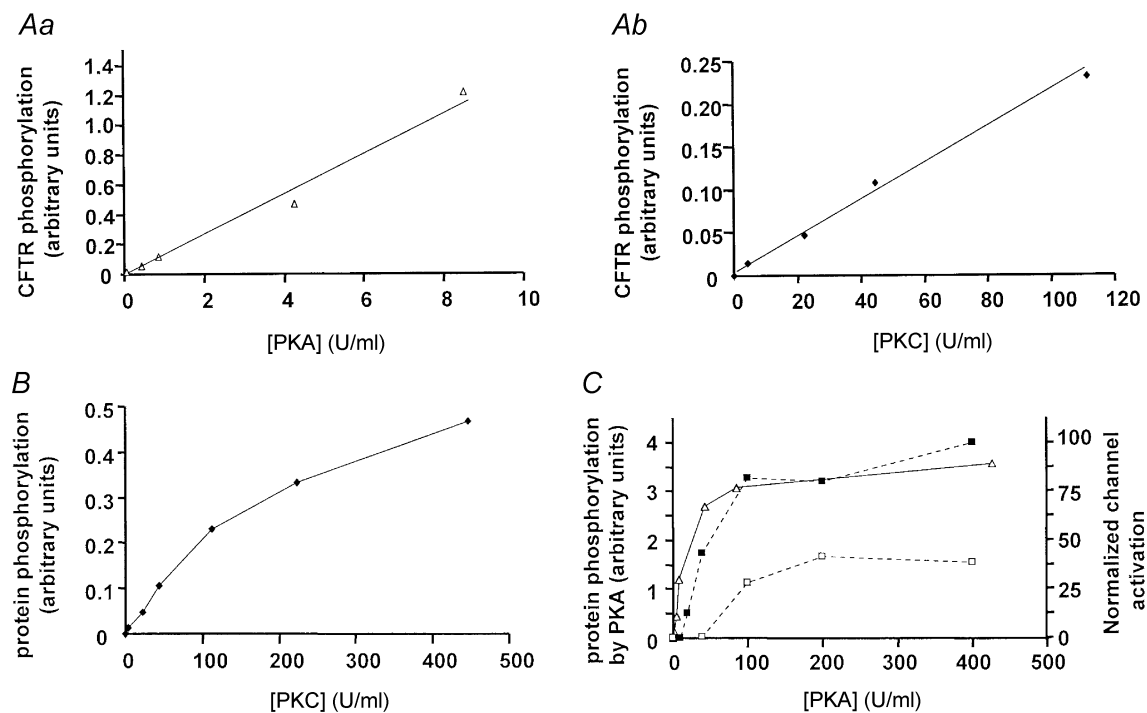 Aa
CFTR phosphorylation
(arbitrary units)
1.4
1.2
1.0
0.8
0.6
0.4
0.2
0
0 2 4 6 8 10
[PKA] (U/ml)
Ab
CFTR phosphorylation
(arbitrary units)
0.25
0.20
0.15
0.10
0.05
0
0 20 40 60 80 100 120
[PKC] (U/ml)
B
protein phosphorylation
(arbitrary units)
0.5
0.4
0.3
0.2
0.1
0
0 100 200 300 400 500
[PKC] (U/ml)
C
protein phosphorylation
by PKA (arbitrary units)
4
3
2
1
0
0 100 200 300 400 500
[PKA] (U/ml)
100
75
50
25
0
Normalized channel
activation